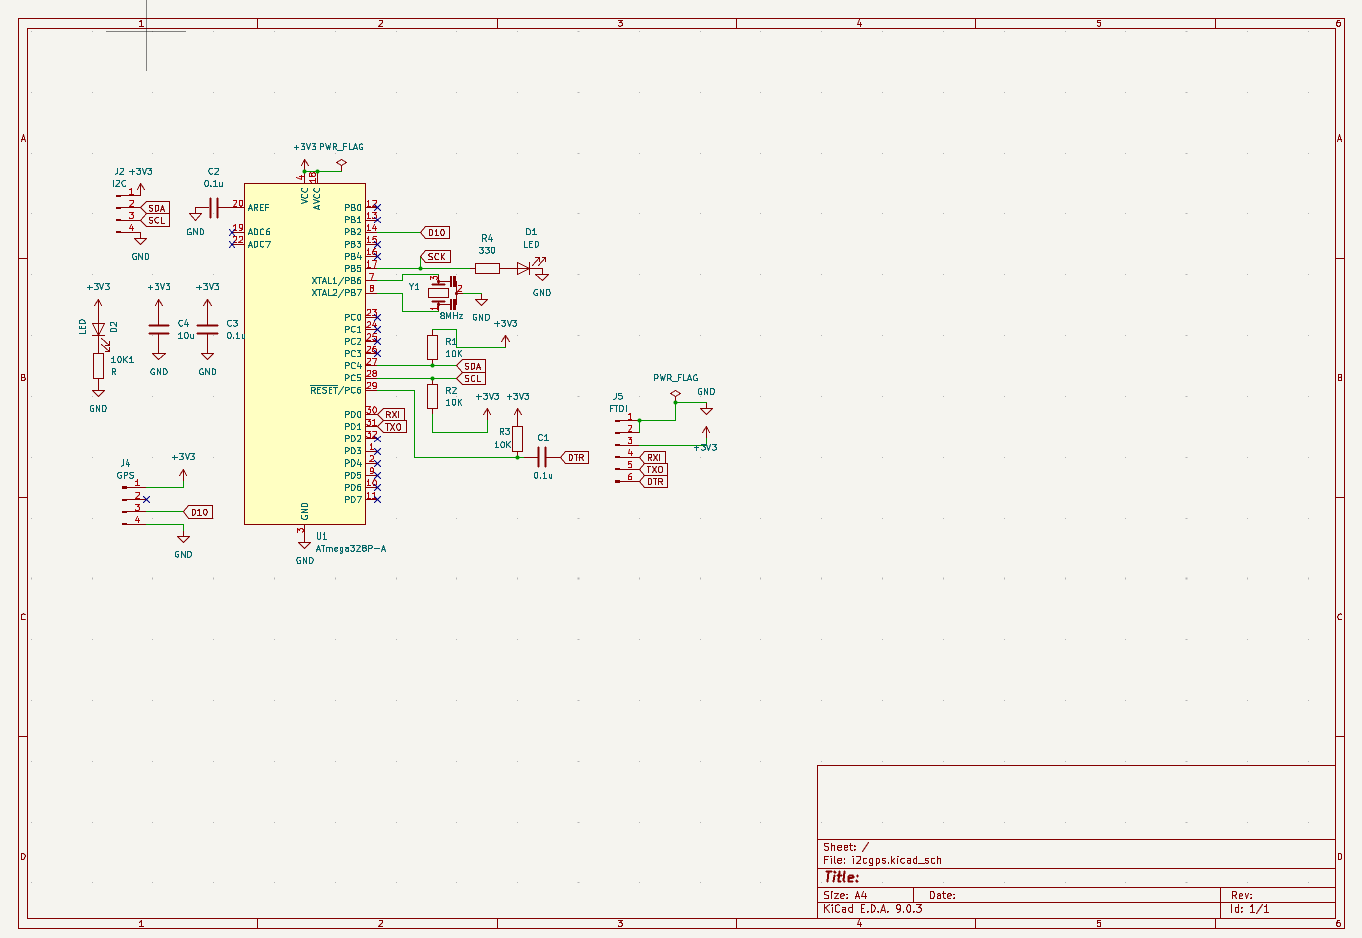 1 2 3 4 5 6
A A
B B
C C
D D
+3V3 PWR_FLAG
J2 +3V3
I2C
1
2 SDA
3 SCL
4
GND
C2
0.1u
GND
20 AREF
19 ADC6
22 ADC7
4 18
VCC AVCC
PB0 12
PB1 13
PB2 14 D10
PB3 15
PB4 16 SCK
PB5 17
XTAL1/PB6 7
XTAL2/PB7 8
PC0 23
PC1 24
PC2 25
PC3 26
PC4 27 SDA
PC5 28 SCL
RESET/PC6 29
PD0 30 RXI
PD1 31 TXO
PD2 32
PD3 1
PD4 2
PD5 9
PD6 10
PD7 11
GND
3
GND
U1
ATmega328P-A
R4
330
D1
LED
GND
Y1
3
2
1
8MHz
GND
R1
10K
+3V3
R2
10K
+3V3
+3V3
R3
10K
C1
0.1u
DTR
+3V3
LED
D2
10K1
R
GND
+3V3
C4
10u
GND
+3V3
C3
0.1u
GND
J4
GPS
+3V3
1
2
3 D10
4
GND
PWR_FLAG
GND
J5
FTDI
1
2
3
+3V3
4 RXI
5 TXO
6 DTR
Sheet: /
File: i2cgps.kicad_sch
Title:
Size: A4 Date: Rev:
KiCad E.D.A. 9.0.3 Id: 1/1
1 2 3 4 5 6